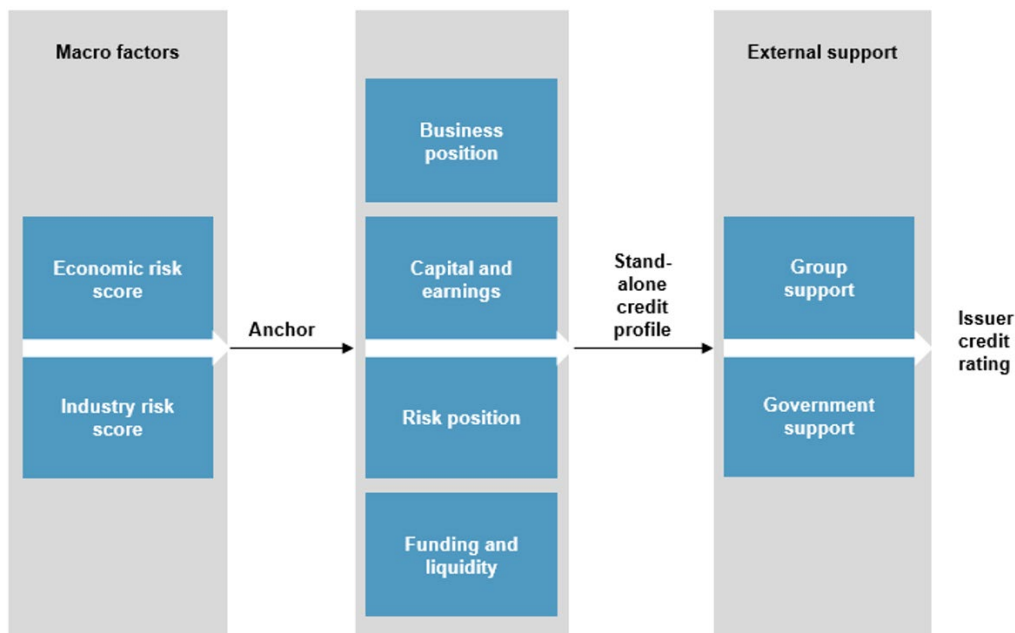 Macro factors
Economic risk
score
Industry risk
score
Anchor
Business
position
Capital and
earnings
Risk position
Funding and
liquidity
Stand-
alone
credit
profile
External support
Group
support
Government
support
Issuer
credit
rating